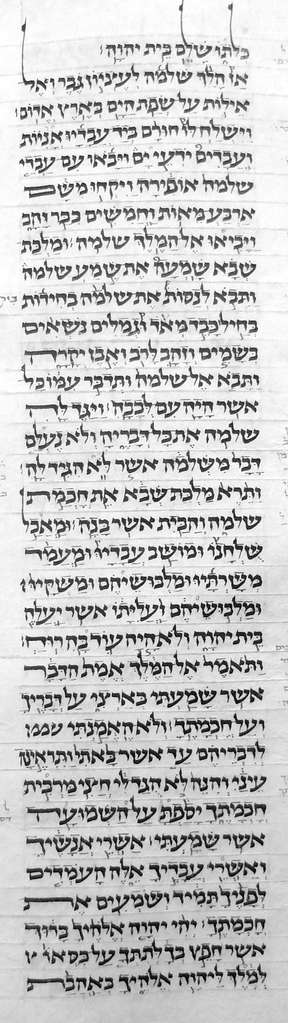 כלתו שלם בית יהוה׃
אז הלך שלמה לעציון גבר ואל
אילות על שפת הים בארץ אדום׃
וישלח לו חורם ביד עבדיו אניות
ועבדים ידעי ים ויבאו עם עבדי
שלמה אופירה ויקחו משם
ארבע מאות וחמשים ככר זהב
ויביאו אל המלך שלמה׃ ומלכת
שבא שמעה את שמע שלמה
ותבא לנסות את שלמה בחידות
בחיל כבד מאד וגמלים נשאים
בשמים וזהב לרב ואבן יקרה
ותבא אל שלמה ותדבר עמו כל
אשר היה עם לבבה׃ ויגד לה
שלמה את כל דבריה ולא נעלם
דבר משלמה אשר לא הגיד לה׃
ותרא מלכת שבא את חכמת
שלמה והבית אשר בנה׃ ומאכל
שלחנו ומושב עבדיו ומעמד
משרתיו ומלבושיהם ומשקיו
ומלבושיהם ועליתו אשר יעלה
בית יהוה ולא היה עוד בה רוח׃
ותאמר אל המלך אמת הדבר
אשר שמעתי בארצי על דבריך
ועל חכמתך׃ ולא האמנתי
לדבריהם עד אשר באתי ותראינה
עיני והנה לא הגד לי חצי מרבית
חכמתך יספת על השמועה
אשר שמעתי׃ אשרי אנשיך
ואשרי עבדיך אלה העמדים
לפניך תמיד ושמעים את
חכמתך׃ יהי יהוה אלהיך ברוך
אשר חפץ בך לתתך על כסאו
למלך ליהוה אלהיך באהבת